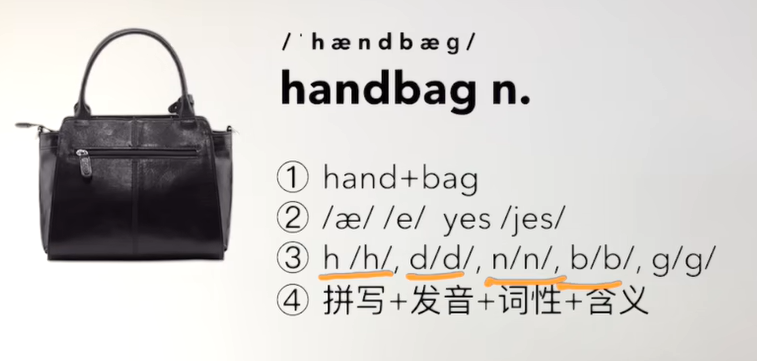 /ˈhændbæg/
handbag n.
① hand+bag
② /æ/ /e/ yes /jes/
③ h /h/, d/d/, n/n/, b/b/, g/g/
④ 拼写+发音+词性+含义